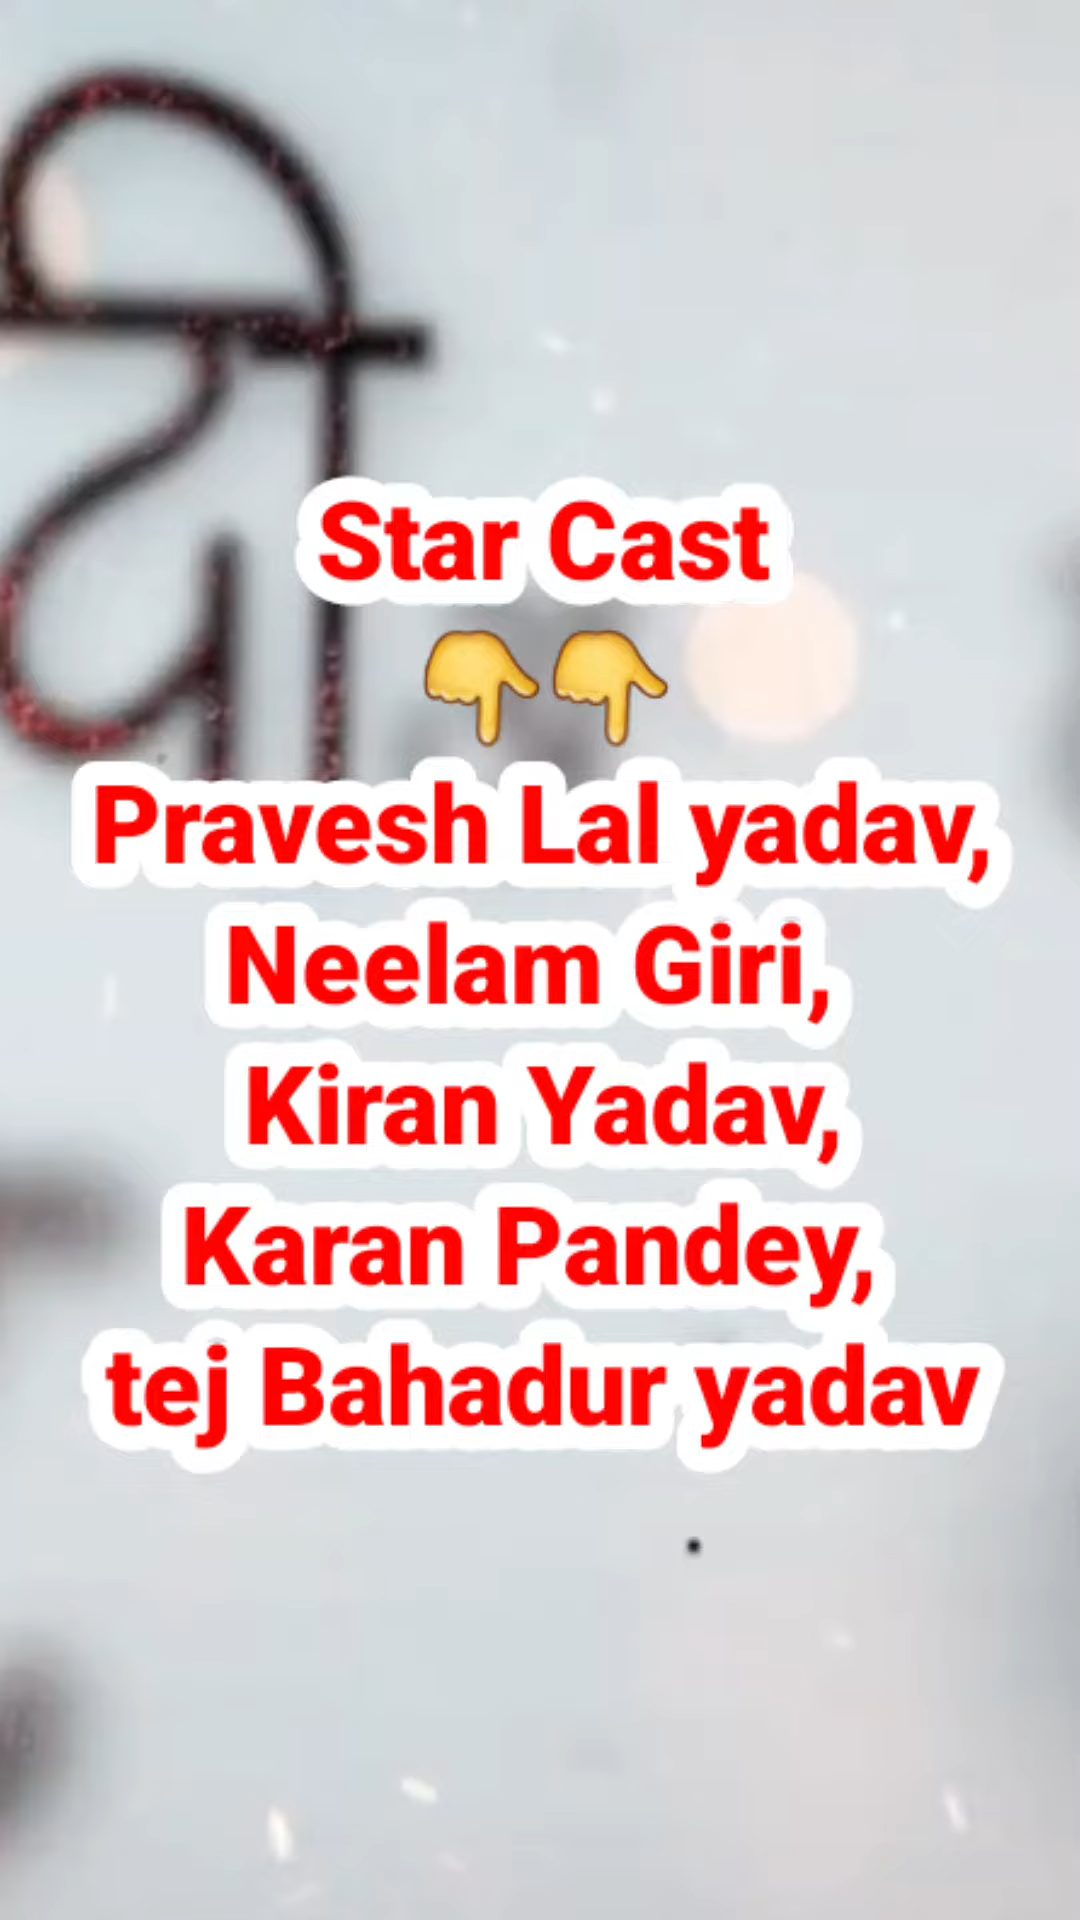 यी
Star Cast
👇👇
Pravesh Lal yadav,
Neelam Giri,
Kiran Yadav,
Karan Pandey,
tej Bahadur yadav